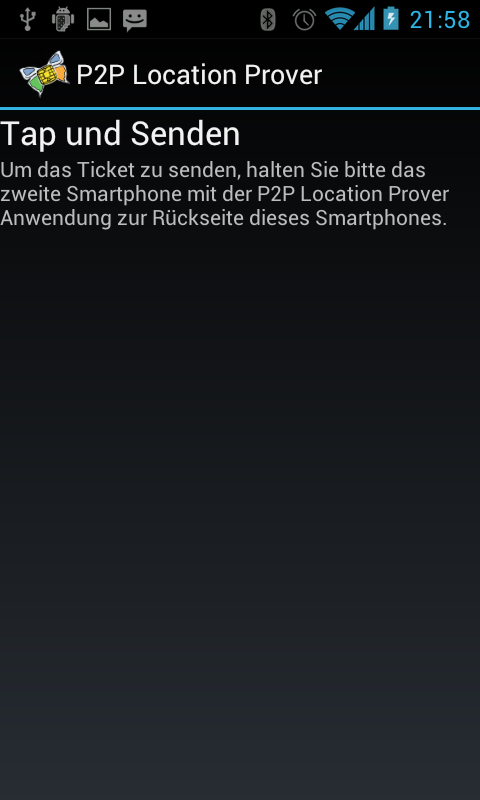 21:58
P2P Location Prover
Tap und Senden
Um das Ticket zu senden, halten Sie bitte das
zweite Smartphone mit der P2P Location Prover
Anwendung zur Rückseite dieses Smartphones.